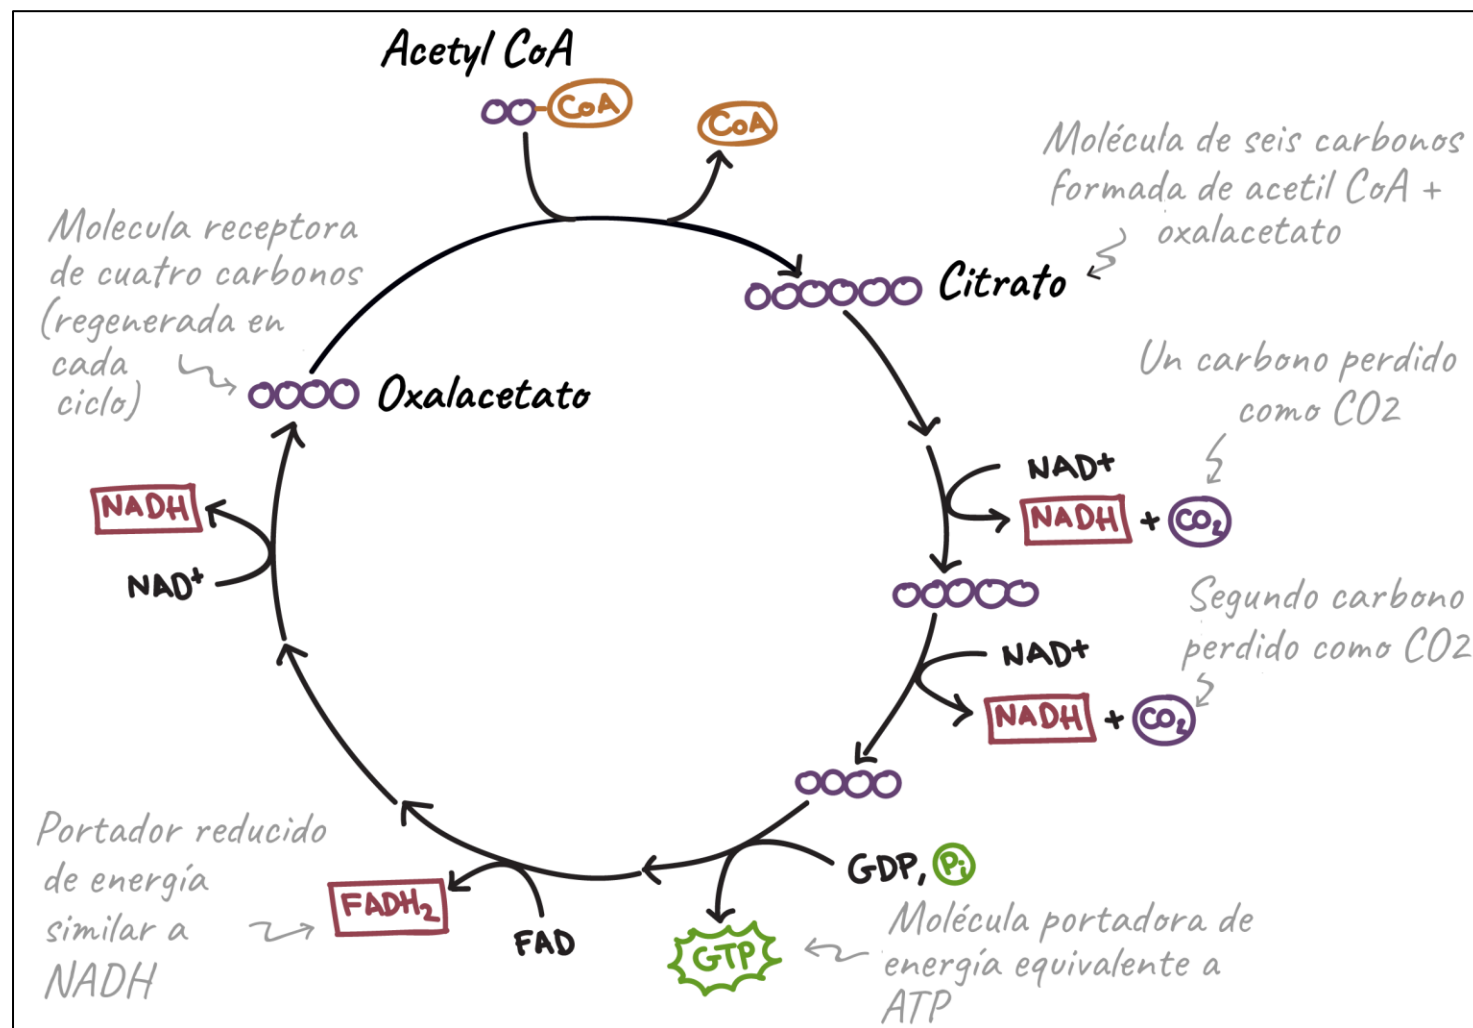 Acetyl CoA
CoA
CoA
Molécula de seis carbonos
formada de acetil CoA +
oxalacetato
Citrato
Molecula receptora
de cuatro carbonos
(regenerada en
cada
ciclo)
Oxalacetato
Un carbono perdido
como CO2
NAD+
NADH + CO₂
Segundo carbono
perdido como CO2
NAD+
NADH + CO₂
GDP, Pi
GTP
Molécula portadora de
energía equivalente a
ATP
FAD
FADH₂
Portador reducido
de energía
similar a
NADH
NAD+
NADH